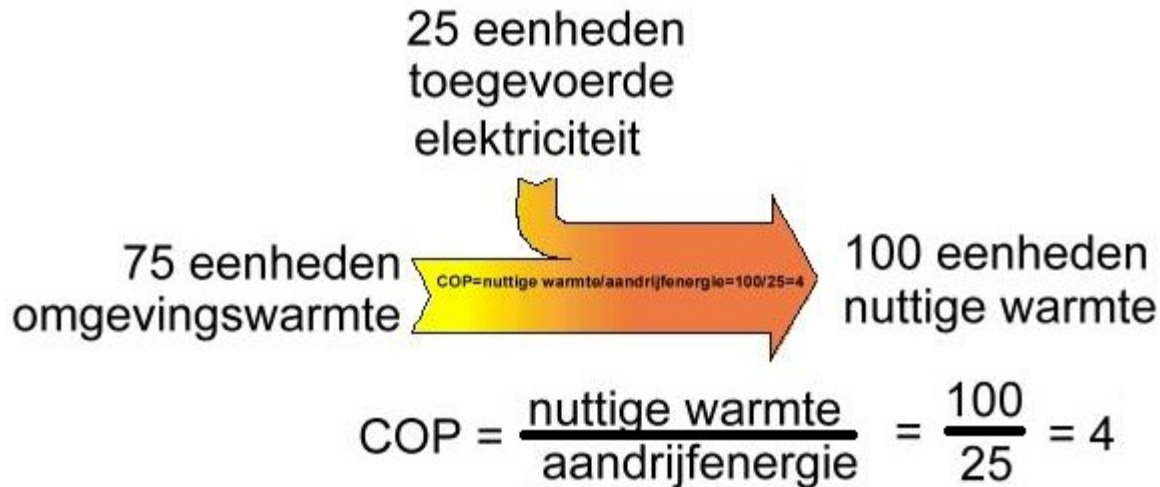 25 eenheden
toegevoerde
elektriciteit
75 eenheden
omgevingswarmte
COP=nuttige warmte/aandrijfenergie=100/25=4
100 eenheden
nuttige warmte
COP = nuttige warmte / aandrijfenergie = 100 / 25 = 4